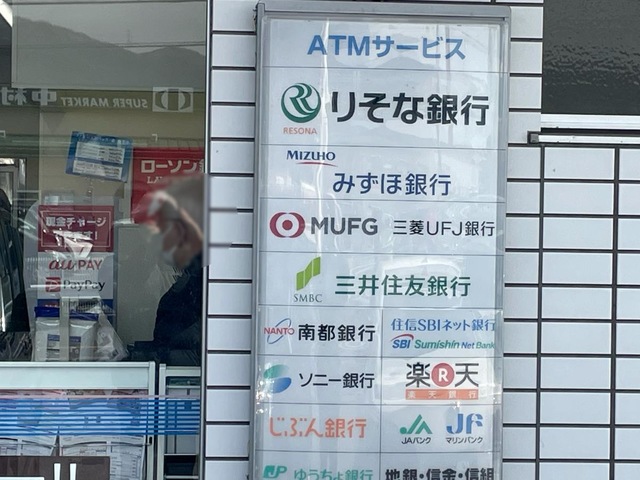 ATMサービス
RESONA
りそな銀行
MIZUHO
みずほ銀行
MUFG 三菱UFJ銀行
SMBC
三井住友銀行
NANTO 南都銀行
住信SBIネット銀行
SBI Sumishin Net Bank
ソニー銀行
楽R天
楽天銀行
じぶん銀行
JAバンク
JF
マリンバンク
JP ゆうちょ銀行
地銀・信金・信組
中村
SUPER MARKET
ローソン
現金チャージ
au PAY
PayPay